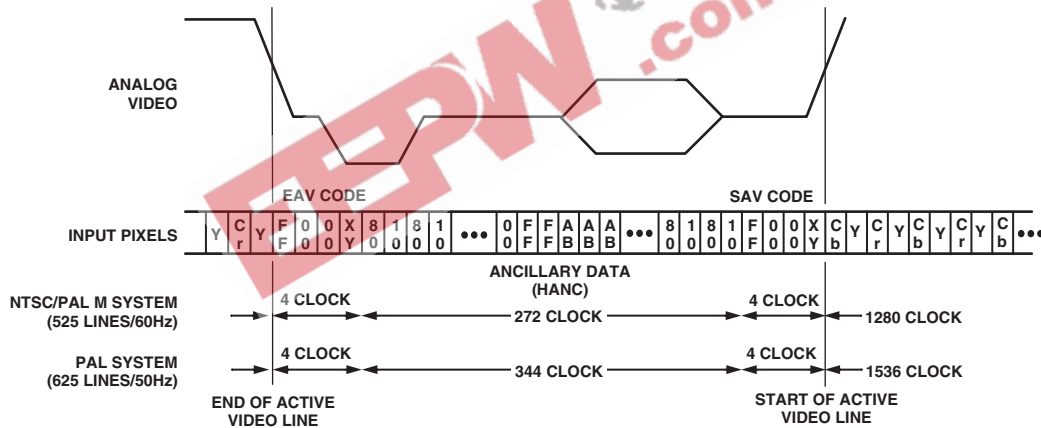 EEPW .com
ANALOG
VIDEO
EAV CODE
SAV CODE
INPUT PIXELS
Y Cr Y FF 00 00 XY 80 10 80 10 ••• 00 FF FF AB AB AB ••• 80 10 80 10 FF 00 00 XY Cb Y Cr Y Cb Y Cr Y Cb •••
ANCILLARY DATA
(HANC)
NTSC/PAL M SYSTEM
(525 LINES/60Hz)
4 CLOCK
272 CLOCK
4 CLOCK
1280 CLOCK
PAL SYSTEM
(625 LINES/50Hz)
4 CLOCK
344 CLOCK
4 CLOCK
1536 CLOCK
END OF ACTIVE
VIDEO LINE
START OF ACTIVE
VIDEO LINE